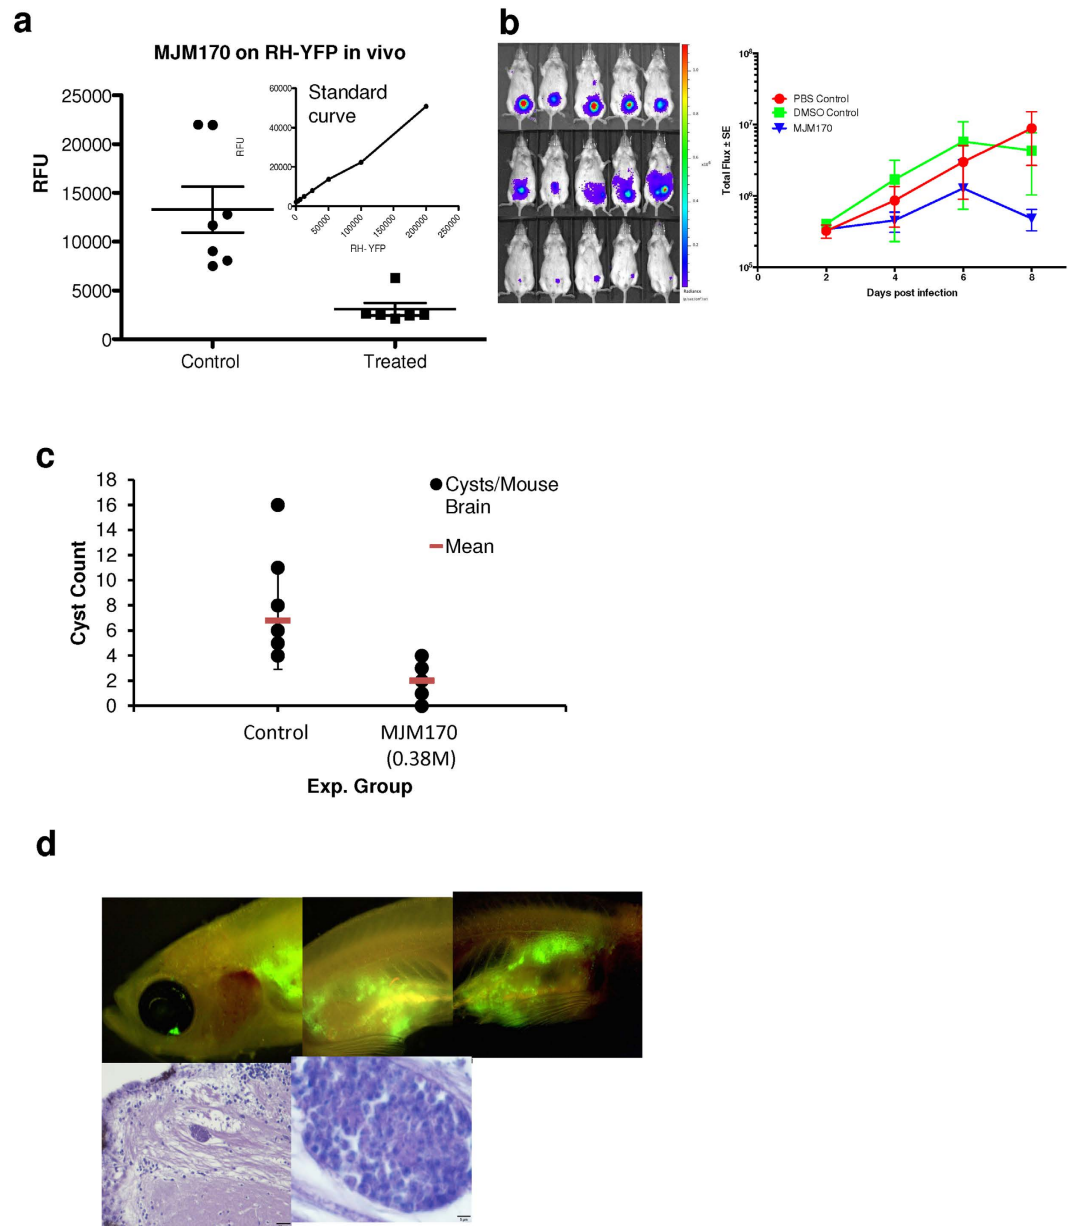 a
MJM170 on RH-YFP in vivo
25000
20000
15000
10000
5000
0
RFU
Control
Treated
Standard
curve
60000
40000
20000
0
RFU
0
50000
100000
150000
200000
250000
RH-YFP
b
Radiance
PBS Control
DMSO Control
MJM170
Total Flux ± SE
10⁸
10⁷
10⁶
10⁵
0
2
4
6
8
Days post infection
c
18
16
14
12
10
8
6
4
2
0
Cyst Count
Cysts/Mouse
Brain
Mean
Control
MJM170
(0.38M)
Exp. Group
d